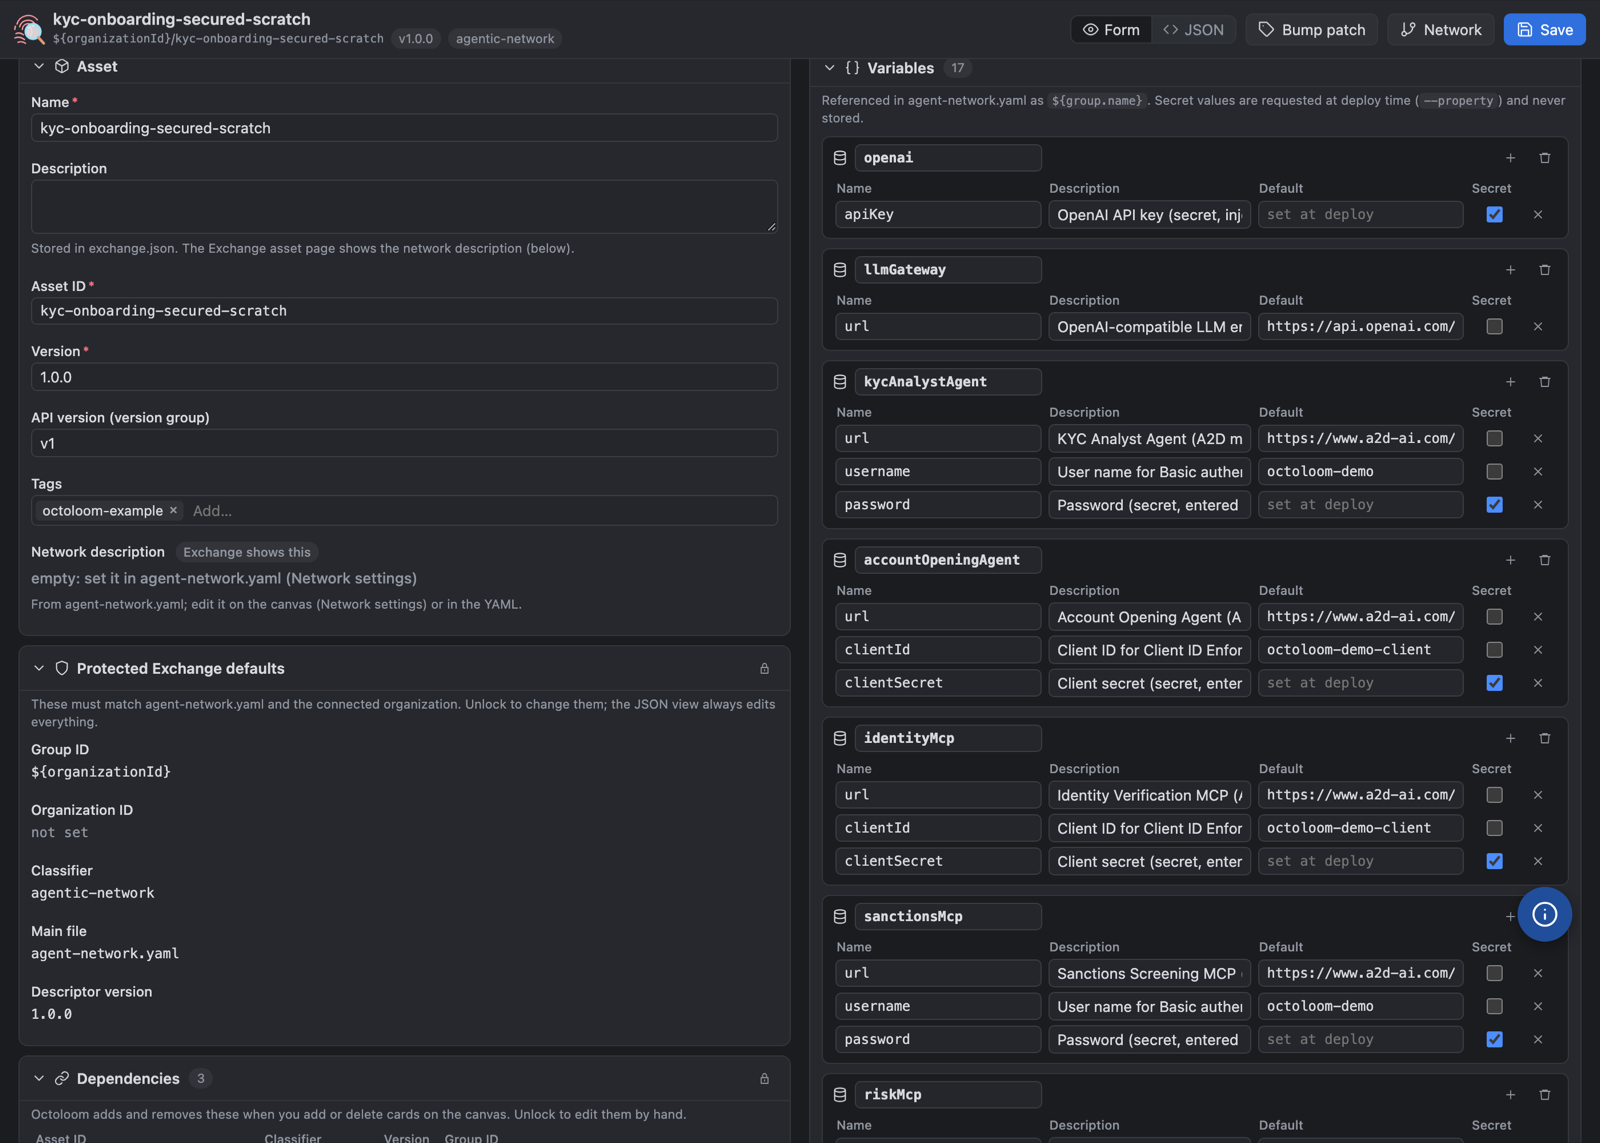 kyc-onboarding-secured-scratch
${organizationId}/kyc-onboarding-secured-scratch v1.0.0 agentic-network
Form JSON Bump patch Network Save
Asset
Name*
kyc-onboarding-secured-scratch
Description
Stored in exchange.json. The Exchange asset page shows the network description (below).
Asset ID*
kyc-onboarding-secured-scratch
Version*
1.0.0
API version (version group)
v1
Tags
octoloom-example × Add...
Network description Exchange shows this
empty: set it in agent-network.yaml (Network settings)
From agent-network.yaml; edit it on the canvas (Network settings) or in the YAML.
Protected Exchange defaults
These must match agent-network.yaml and the connected organization. Unlock to change them; the JSON view always edits
everything.
Group ID
${organizationId}
Organization ID
not set
Classifier
agentic-network
Main file
agent-network.yaml
Descriptor version
1.0.0
Dependencies 3
Octoloom adds and removes these when you add or delete cards on the canvas. Unlock to edit them by hand.
Asset ID Classifier Version Group ID
{} Variables 17
Referenced in agent-network.yaml as ${group.name}. Secret values are requested at deploy time (--property) and never
stored.
openai
Name Description Default Secret
apiKey OpenAI API key (secret, inj set at deploy
llmGateway
Name Description Default Secret
url OpenAI-compatible LLM er https://api.openai.com/
kycAnalystAgent
Name Description Default Secret
url KYC Analyst Agent (A2D m https://www.a2d-ai.com/
username User name for Basic auther octoloom-demo
password Password (secret, entered set at deploy
accountOpeningAgent
Name Description Default Secret
url Account Opening Agent (A https://www.a2d-ai.com/
clientId Client ID for Client ID Enfor octoloom-demo-client
clientSecret Client secret (secret, enter set at deploy
identityMcp
Name Description Default Secret
url Identity Verification MCP (A https://www.a2d-ai.com/
clientId Client ID for Client ID Enfor octoloom-demo-client
clientSecret Client secret (secret, enter set at deploy
sanctionsMcp
Name Description Default Secret
url Sanctions Screening MCP https://www.a2d-ai.com/
username User name for Basic auther octoloom-demo
password Password (secret, entered set at deploy
riskMcp
Name Description Default Secret